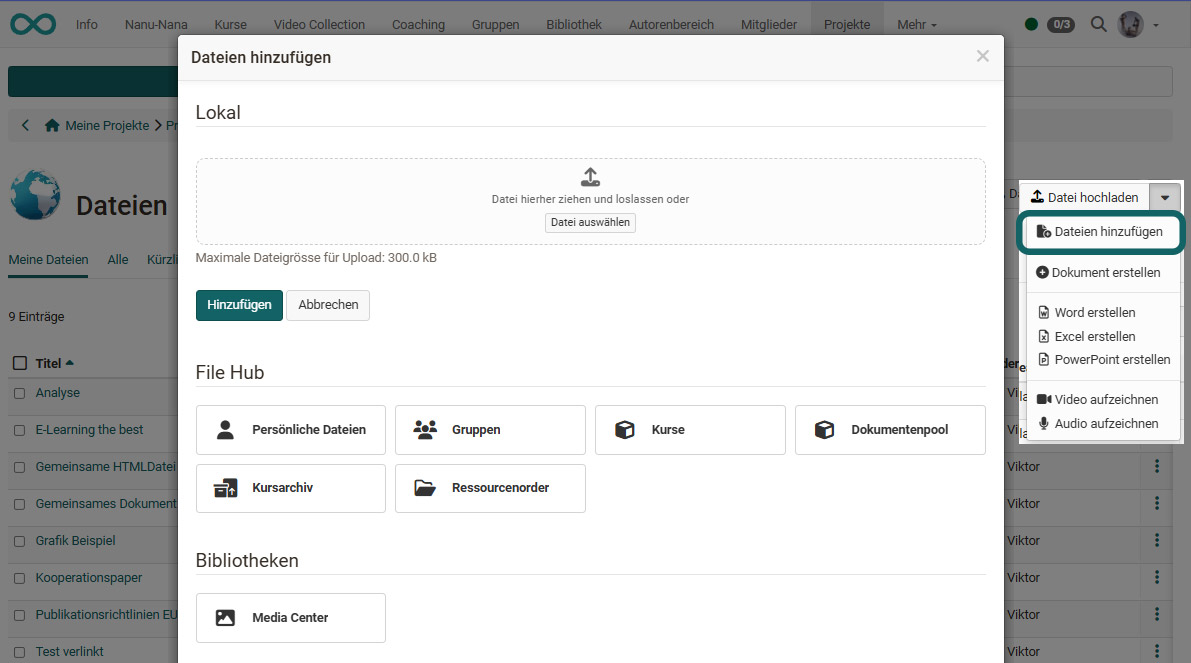 Info Nanu-Nana Kurse Video Collection Coaching Gruppen Bibliothek Autorenbereich Mitglieder Projekte Mehr 0/3
Dateien hinzufügen
Lokal
Meine Projekte Pr
Datei hierher ziehen und loslassen oder
Datei auswählen
Dateien
Datei hochladen
Dateien hinzufügen
Meine Dateien Alle Kürzli
Maximale Dateigrösse für Upload: 300.0 kB
Dokument erstellen
Hinzufügen Abbrechen
9 Einträge
Word erstellen
Excel erstellen
PowerPoint erstellen
Titel
File Hub
Analyse
Video aufzeichnen
Audio aufzeichnen
E-Learning the best
Persönliche Dateien Gruppen Kurse Dokumentenpool
Gemeinsame HTMLDatei Viktor
Kursarchiv Ressourcenorder
Gemeinsames Dokument Viktor
Grafik Beispiel Viktor
Bibliotheken
Kooperationspaper Viktor
Publikationsrichtlinien EU Viktor
Media Center
Test verlinkt Viktor